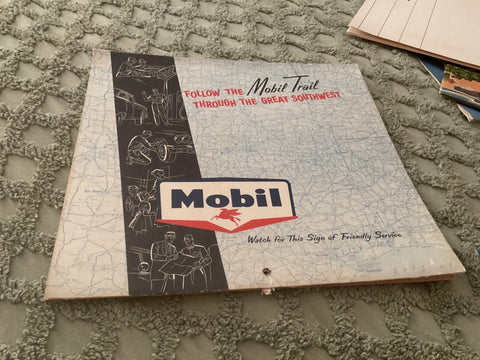 FOLLOW THE Mobil Trail
THROUGH THE GREAT SOUTHWEST
Mobil
Watch for This Sign of Friendly Service